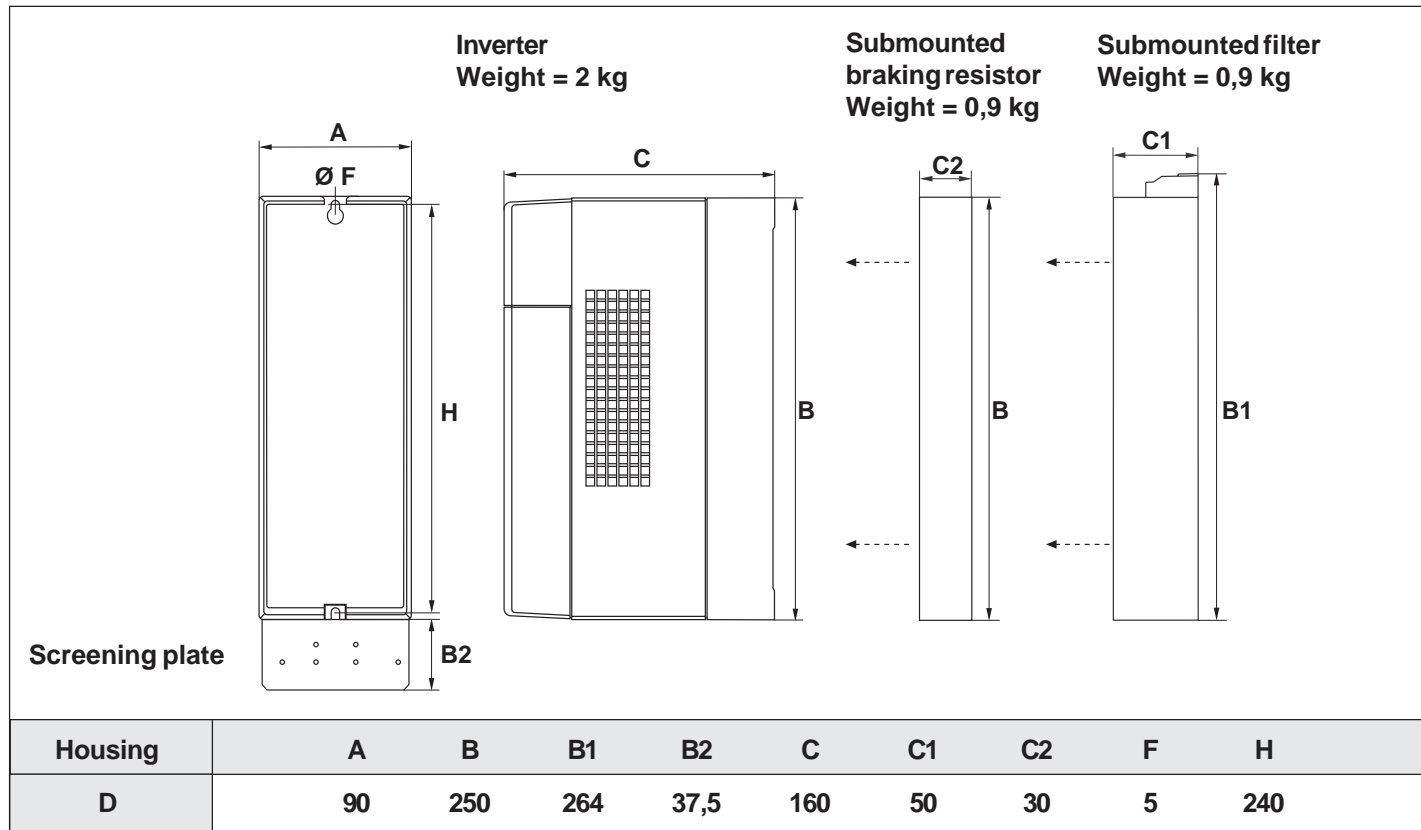 Inverter
Weight = 2 kg
Submounted
braking resistor
Weight = 0,9 kg
Submounted filter
Weight = 0,9 kg
A
Ø F
C
C2
C1
H
B
B
B1
Screening plate
B2
Housing A B B1 B2 C C1 C2 F H
D 90 250 264 37,5 160 50 30 5 240